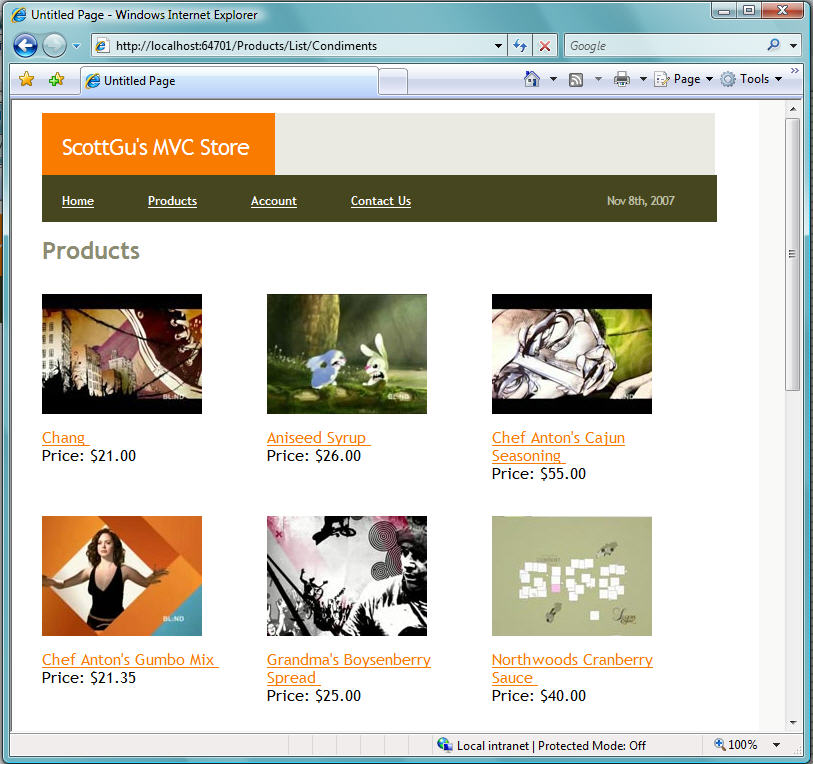 Untitled Page - Windows Internet Explorer
http://localhost:64701/Products/List/Condiments
Google
Untitled Page
Page
Tools
ScottGu's MVC Store
Home
Products
Account
Contact Us
Nov 8th, 2007
Products
BL:ND
BL:ND
BL:ND
Chang
Price: $21.00
Aniseed Syrup
Price: $26.00
Chef Anton's Cajun
Seasoning
Price: $55.00
BL:ND
Chef Anton's Gumbo Mix
Price: $21.35
Grandma's Boysenberry
Spread
Price: $25.00
Northwoods Cranberry
Sauce
Price: $40.00
Local intranet | Protected Mode: Off
100%